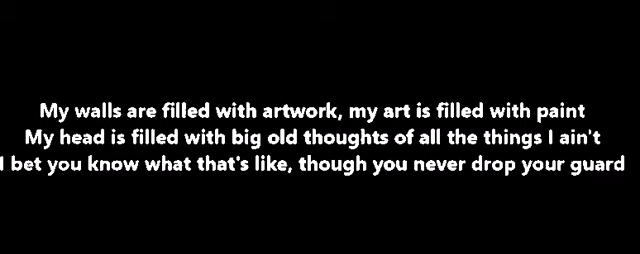 My walls are filled with artwork, my art is filled with paint
My head is filled with big old thoughts of all the things I ain't
I bet you know what that's like, though you never drop your guard